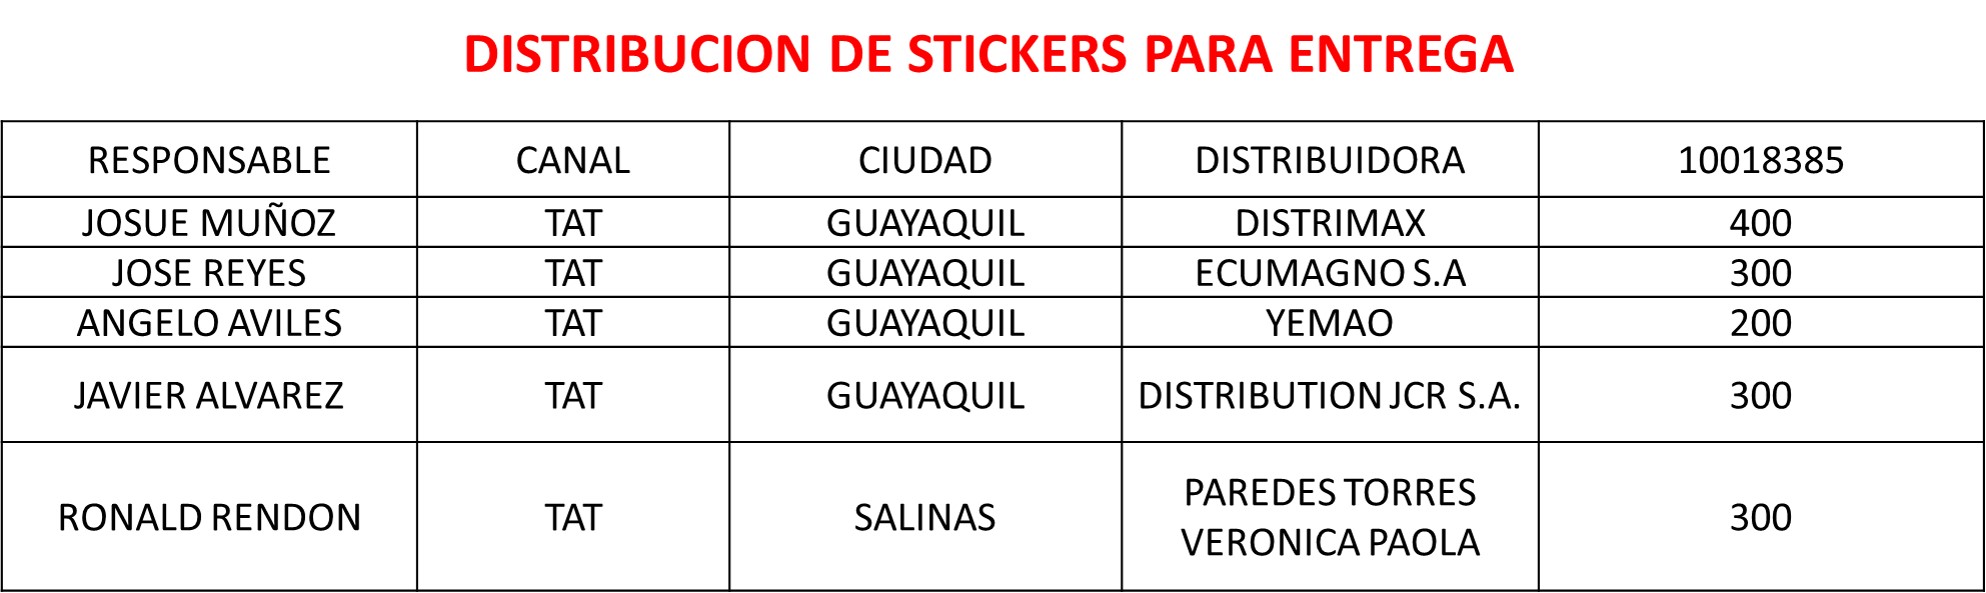 DISTRIBUCION DE STICKERS PARA ENTREGA
RESPONSABLE CANAL CIUDAD DISTRIBUIDORA 10018385
JOSUE MUÑOZ TAT GUAYAQUIL DISTRIMAX 400
JOSE REYES TAT GUAYAQUIL ECUMAGNO S.A 300
ANGELO AVILES TAT GUAYAQUIL YEMAO 200
JAVIER ALVAREZ TAT GUAYAQUIL DISTRIBUTION JCR S.A. 300
RONALD RENDON TAT SALINAS PAREDES TORRES
VERONICA PAOLA 300